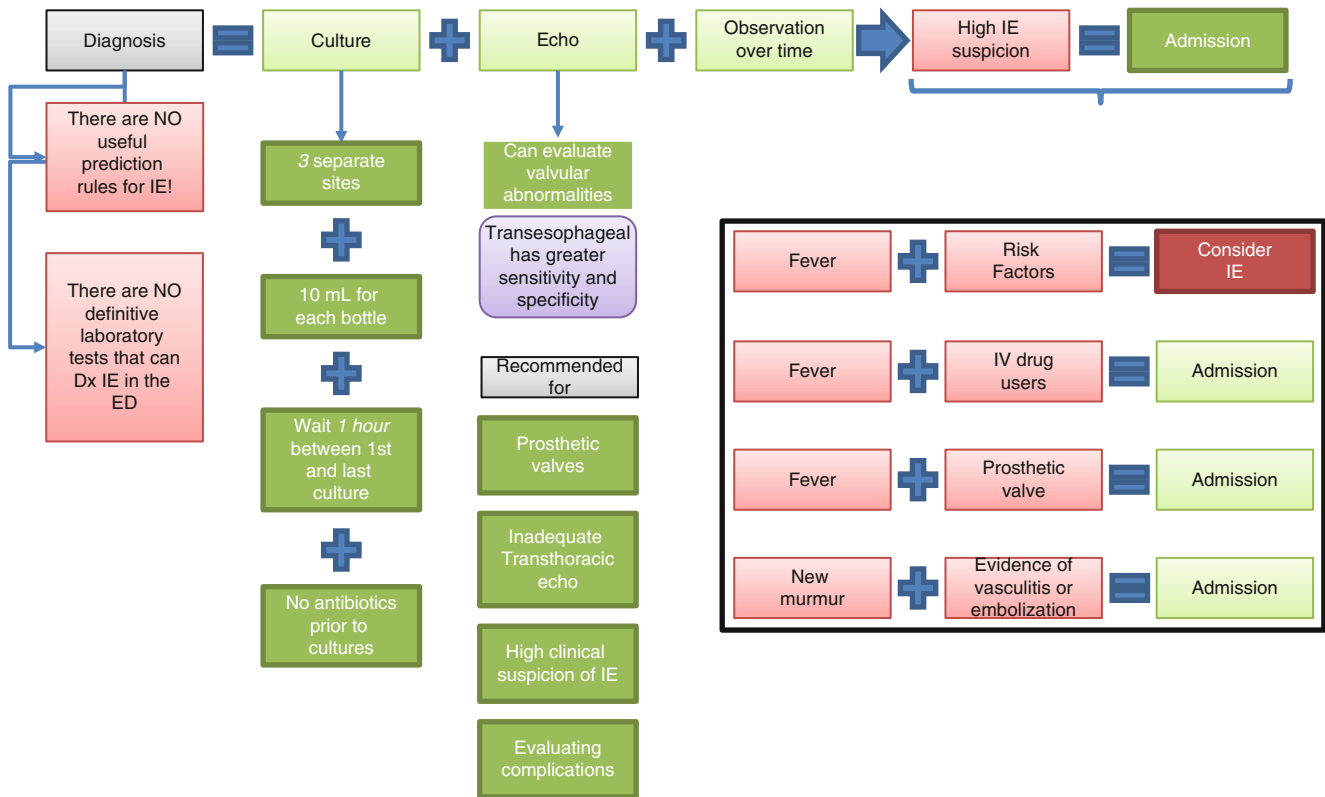 Diagnosis
Culture
Echo
Observation
over time
High IE
suspicion
Admission
There are NO
useful
prediction
rules for IE!
There are NO
definitive
laboratory
tests that can
Dx IE in the
ED
3 separate
sites
10 mL for
each bottle
Wait 1 hour
between 1st
and last
culture
No antibiotics
prior to
cultures
Can evaluate
valvular
abnormalities
Transesophageal
has greater
sensitivity and
specificity
Recommended
for
Prosthetic
valves
Inadequate
Transthoracic
echo
High clinical
suspicion of IE
Evaluating
complications
Fever
Risk
Factors
Consider
IE
Fever
IV drug
users
Admission
Fever
Prosthetic
valve
Admission
New
murmur
Evidence of
vasculitis or
embolization
Admission